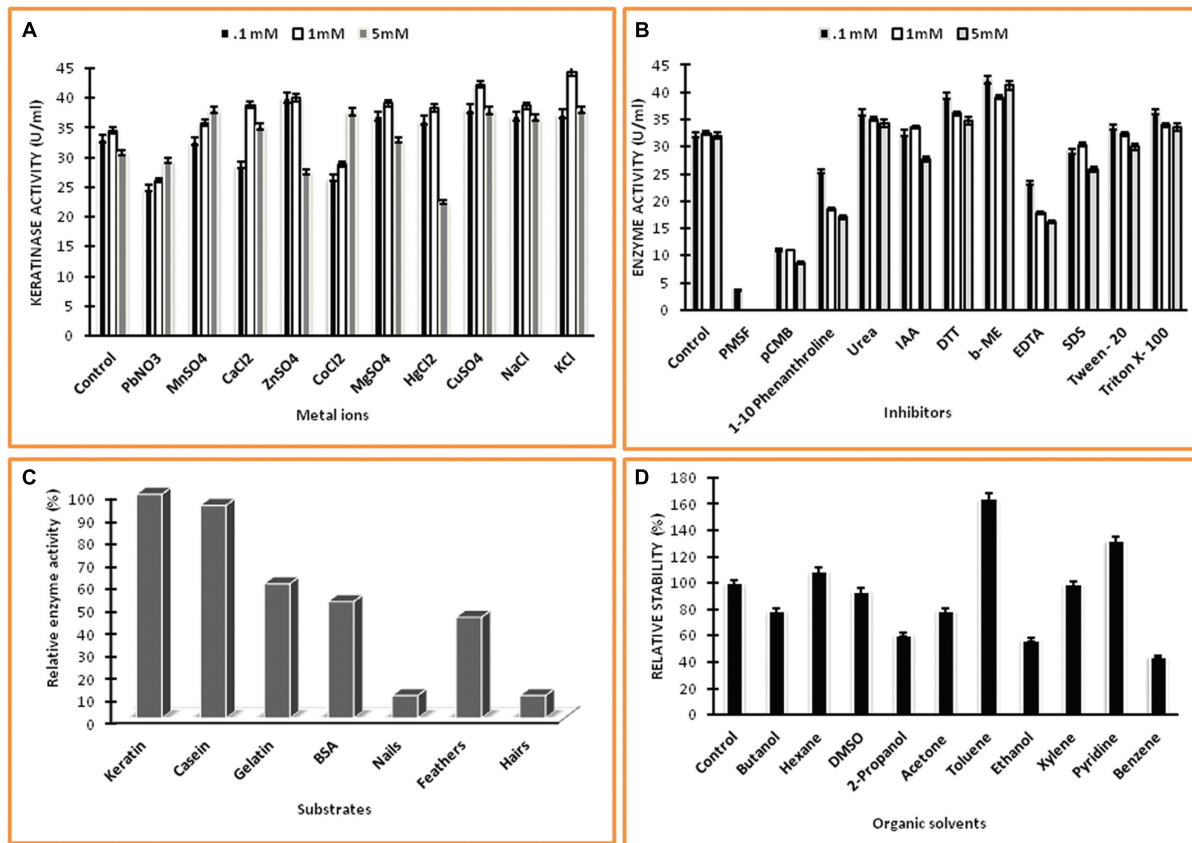 A
.1 mM 1mM 5mM
KERATINASE ACTIVITY (U/ml)
45
40
35
30
25
20
15
10
5
0
Control
PbNO3
MnSO4
CaCl2
ZnSO4
CoCl2
MgSO4
HgCl2
CuSO4
NaCl
KCl
Metal ions
B
.1 mM 1mM 5mM
ENZYME ACTIVITY (U/ml)
45
40
35
30
25
20
15
10
5
0
Control
PMSF
pCMB
1-10 Phenanthroline
Urea
IAA
DTT
b- ME
EDTA
SDS
Tween - 20
Triton X- 100
Inhibitors
C
Relative enzyme activity (%)
100
90
80
70
60
50
40
30
20
10
0
Keratin
Casein
Gelatin
BSA
Nails
Feathers
Hairs
Substrates
D
RELATIVE STABILITY (%)
180
160
140
120
100
80
60
40
20
0
Control
Butanol
Hexane
DMSO
2-Propanol
Acetone
Toluene
Ethanol
Xylene
Pyridine
Benzene
Organic solvents